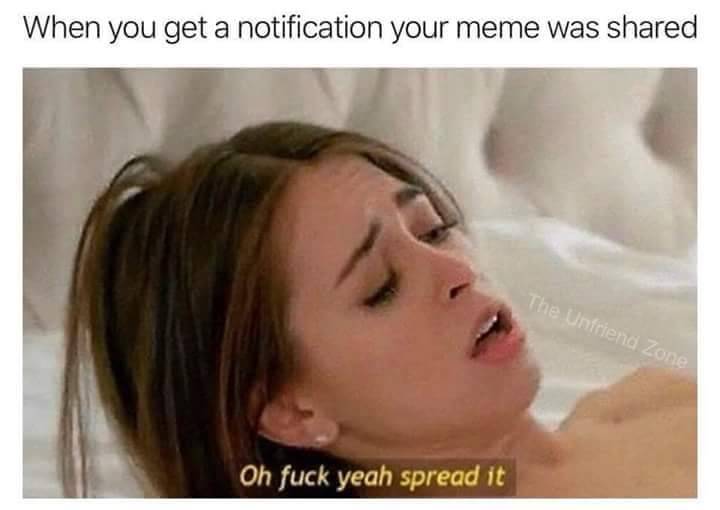 When you get a notification your meme was shared
The Unfriend Zone
Oh fuck yeah spread it